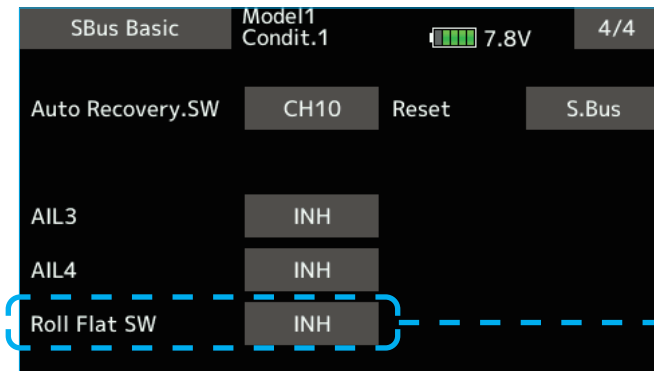 SBus Basic Model1 Condit.1 7.8V 4/4
Auto Recovery.SW CH10 Reset S.Bus
AIL3 INH
AIL4 INH
Roll Flat SW INH